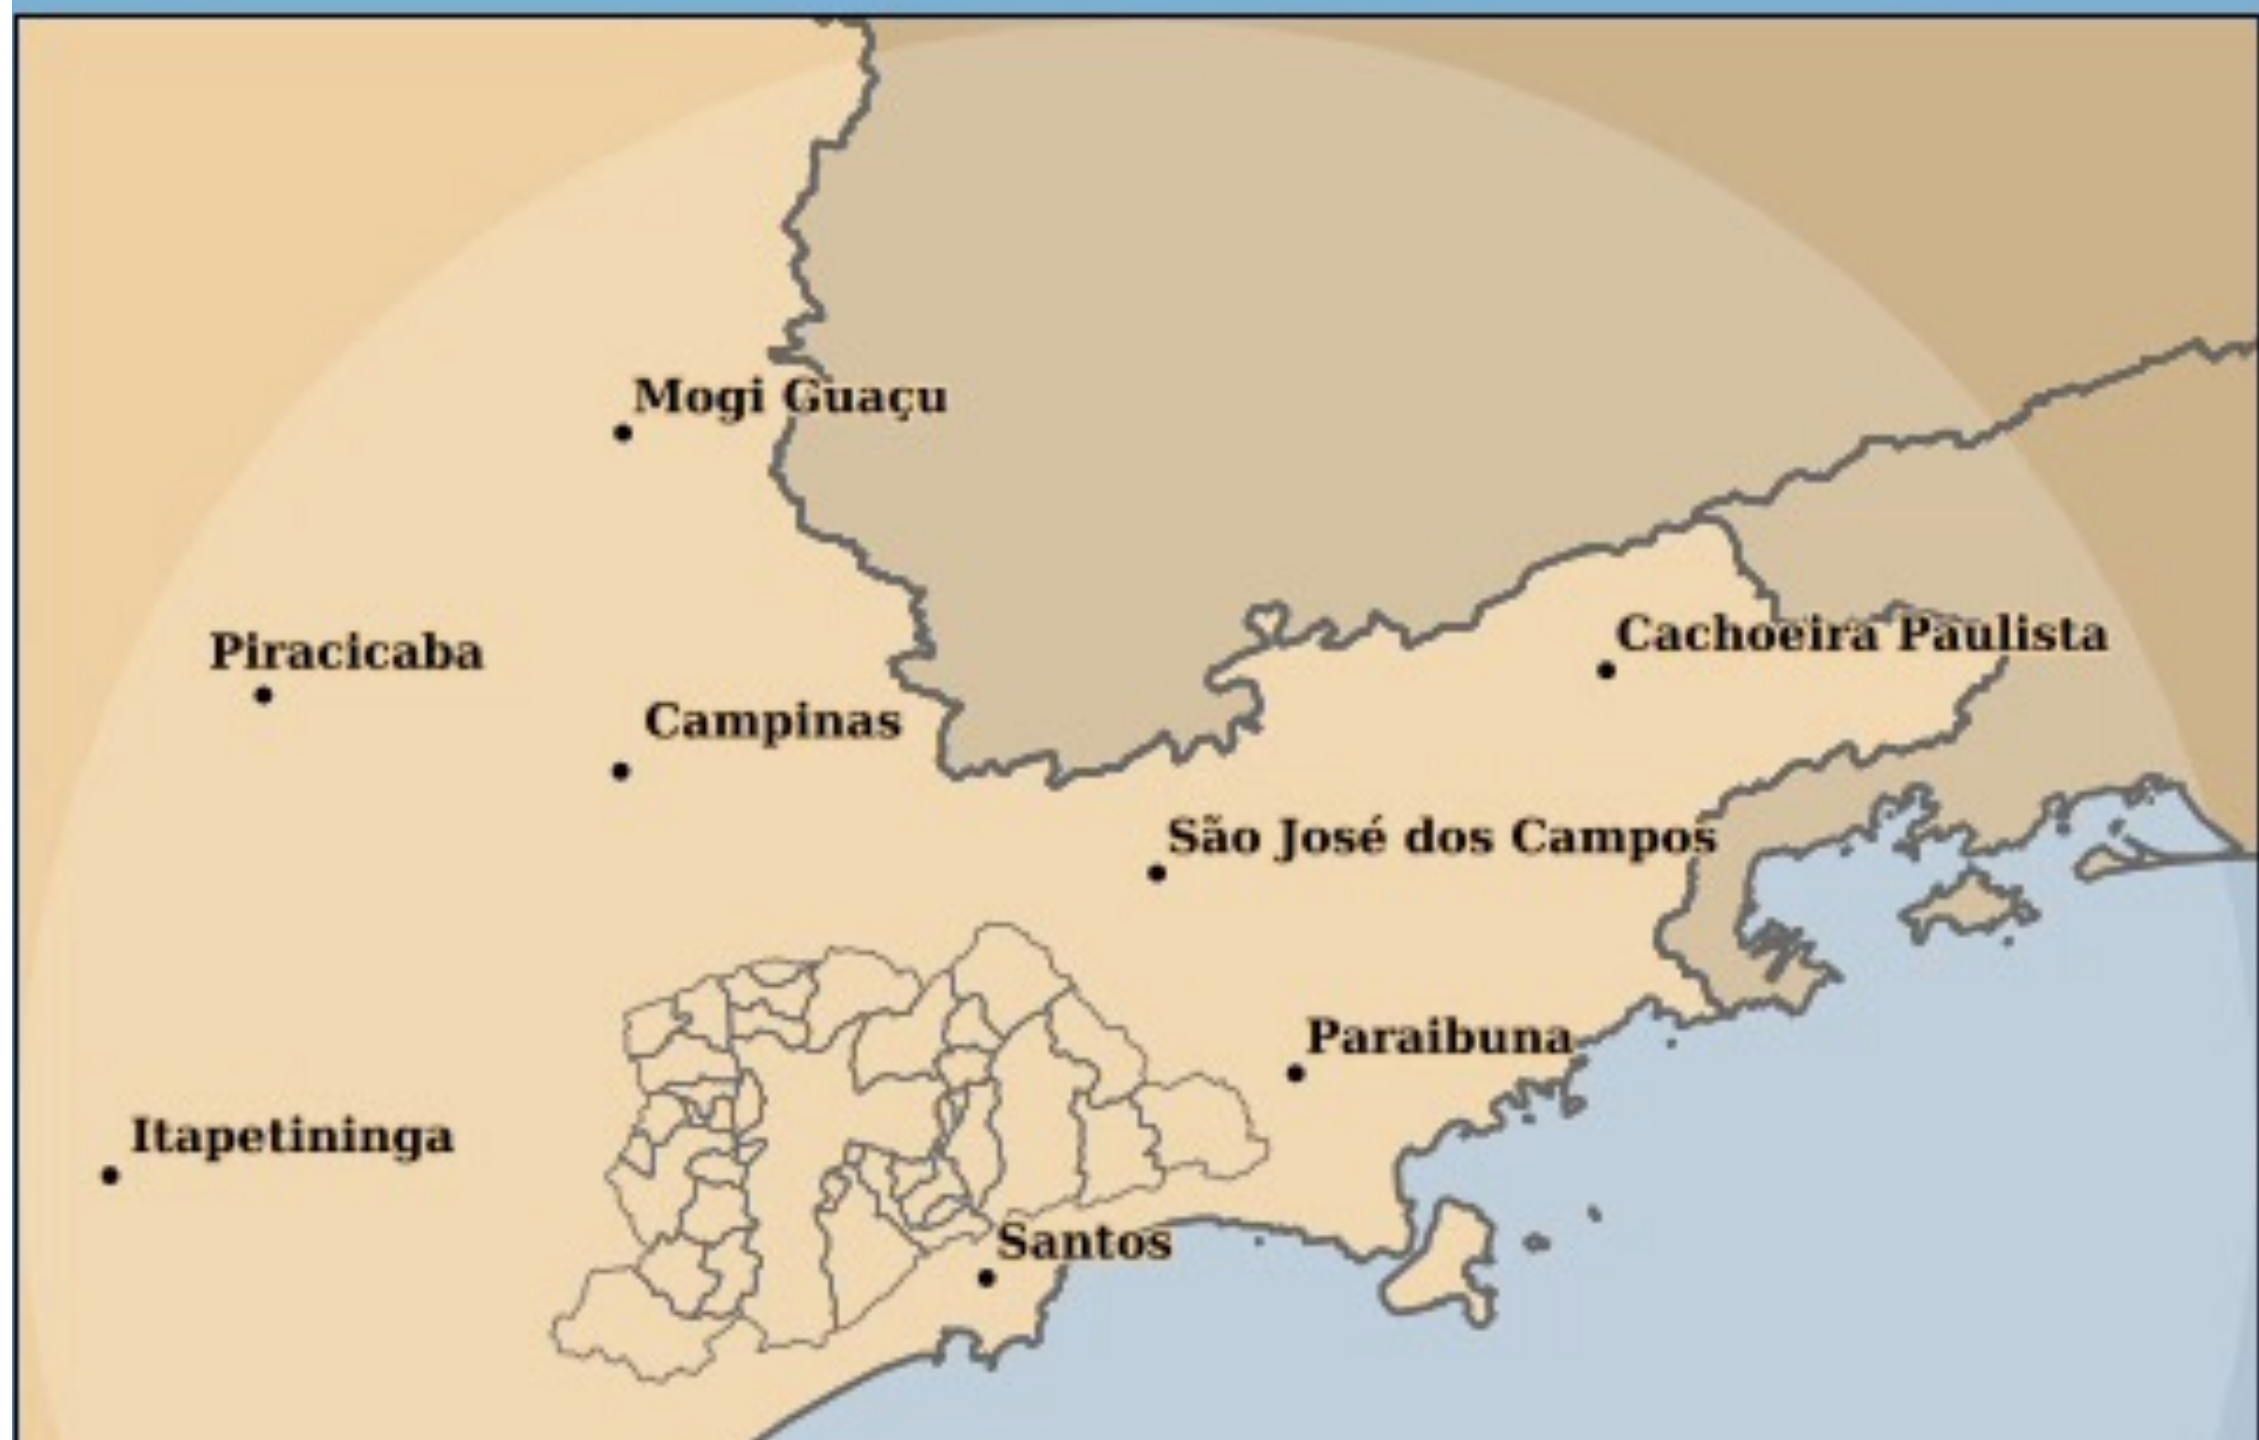 Mogi Guaçu
Cachoeira Paulista
Piracicaba
Campinas
São José dos Campos
Paraibuna
Itapetininga
Santos